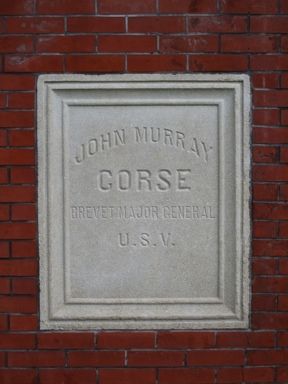 JOHN MURRAY
CORSE
BREVET MAJOR GENERAL
U.S.V.